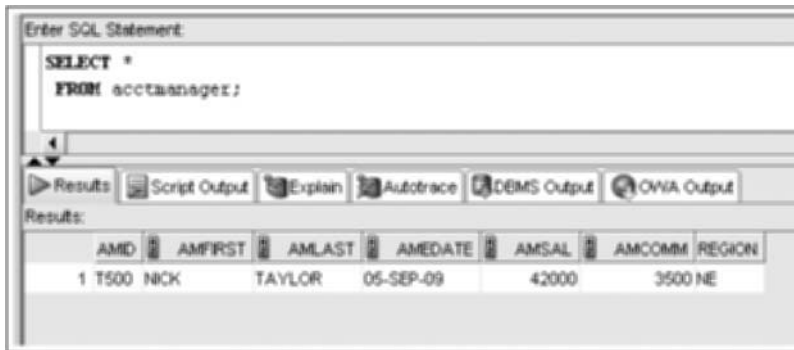 Enter SQL Statement:
SELECT *
FROM acctmanager;
Results Script Output Explain Autotrace DBMS Output OWA Output
Results:
AMID AMFIRST AMLAST AMEDATE AMSAL AMCOMM REGION
1 T500 NICK TAYLOR 05-SEP-09 42000 3500 NE